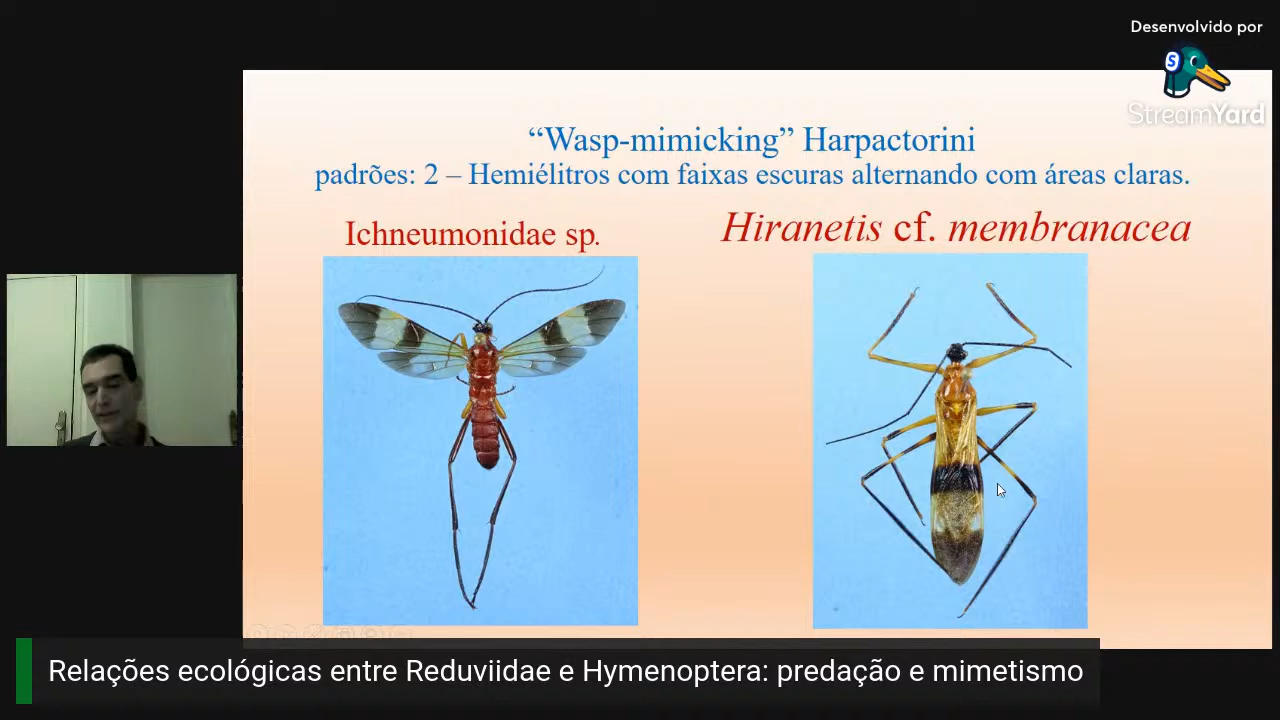 Desenvolvido por
StreamYard
“Wasp-mimicking” Harpactorini
padrões: 2 – Hemiélitros com faixas escuras alternando com áreas claras.
Ichneumonidae sp.
Hiranetis cf. membranacea
Relações ecológicas entre Reduviidae e Hymenoptera: predação e mimetismo